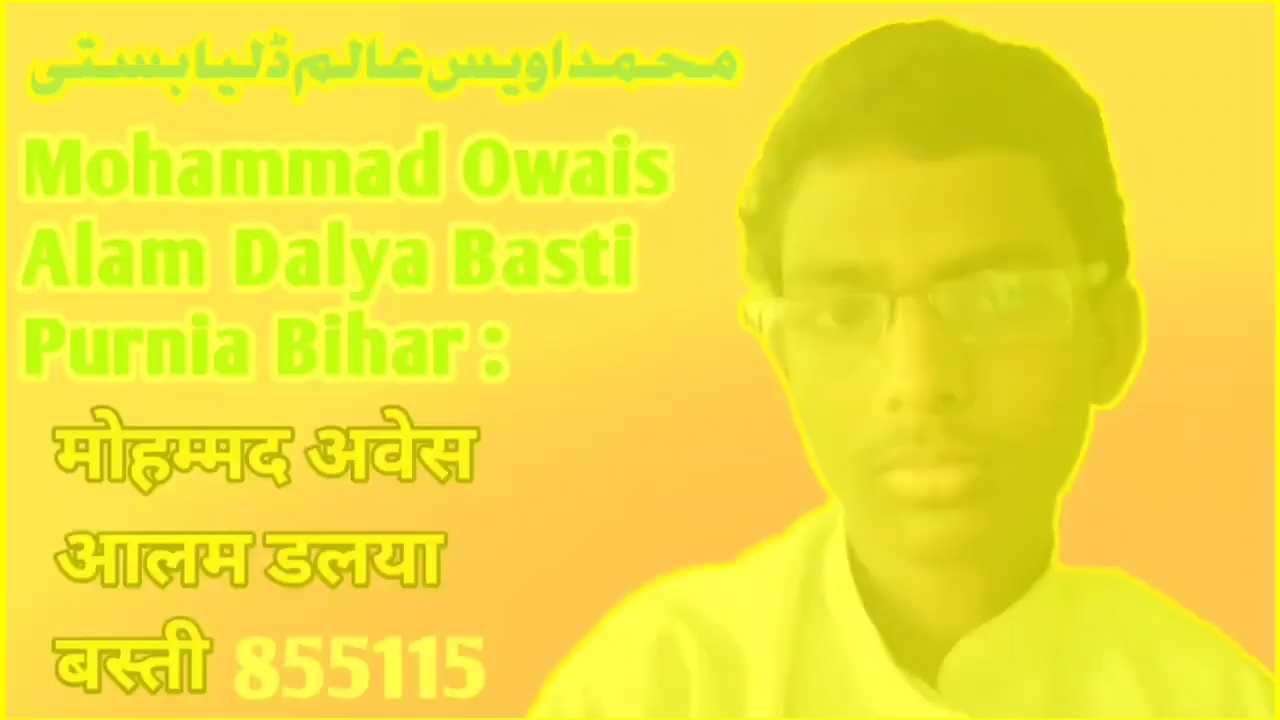 محمد اویس عالم ڈلیا بستی
Mohammad Owais
Alam Dalya Basti
Purnia Bihar :
मोहम्मद अवेस
आलम डलया
बस्ती 855115